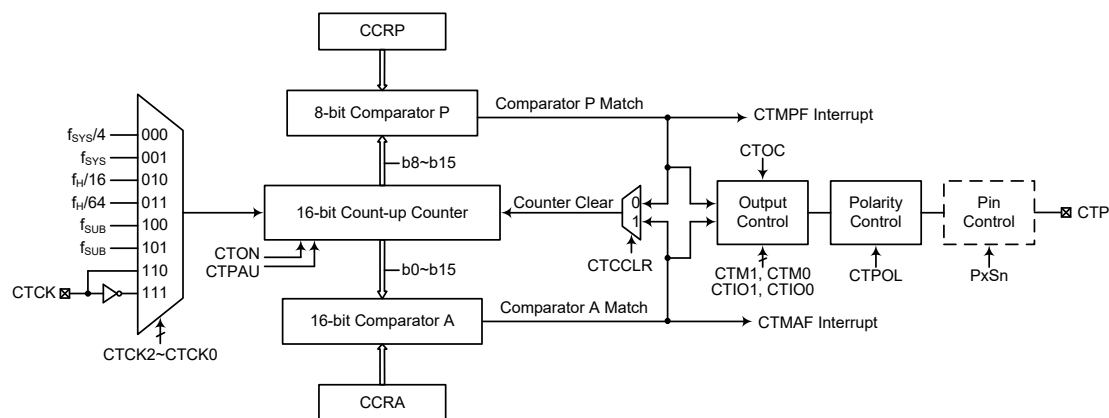 CCRP
8-bit Comparator P
Comparator P Match
CTMPF Interrupt
fSYS/4
000
fSYS
001
fH/16
010
fH/64
011
fSUB
100
fSUB
101
110
111
CTCK
CTCK2~CTCK0
b8~b15
16-bit Count-up Counter
CTON
CTPAU
b0~b15
Counter Clear
0
1
CTCCLR
CTOC
Output
Control
CTM1, CTM0
CTIO1, CTIO0
Polarity
Control
CTPOL
Pin
Control
PxSn
CTP
16-bit Comparator A
Comparator A Match
CTMAF Interrupt
CCRA